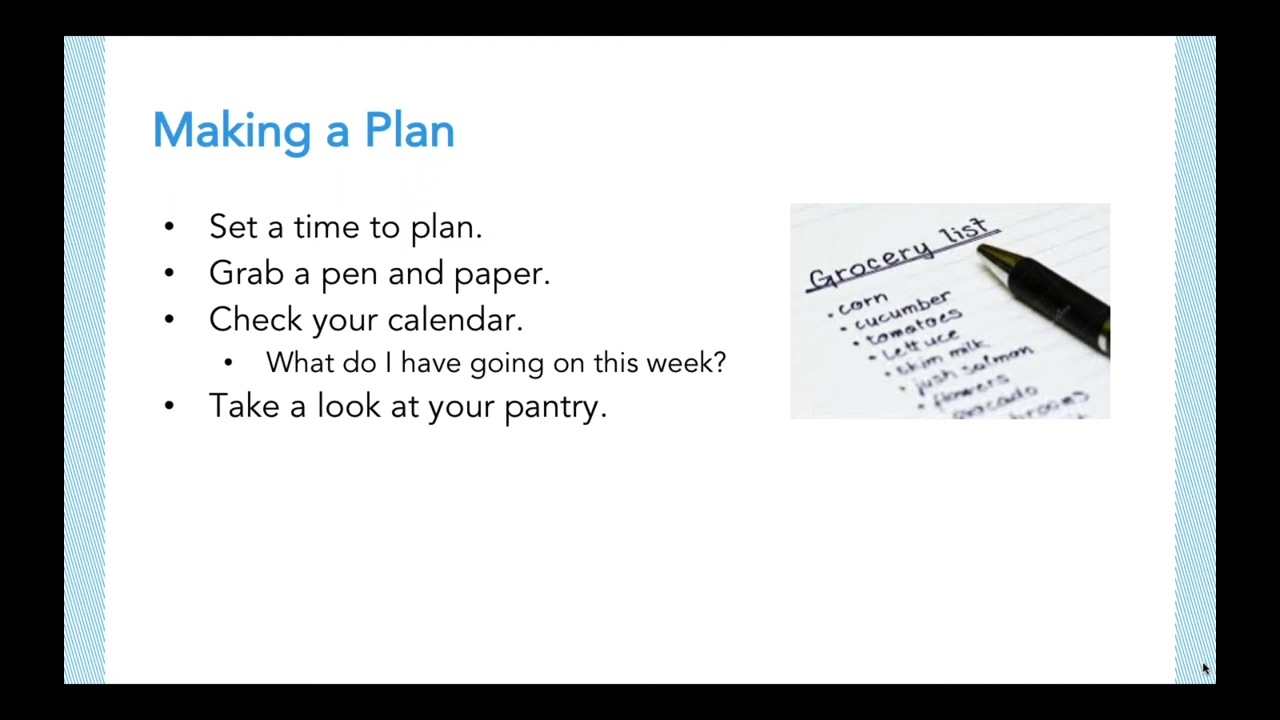 Making a Plan
• Set a time to plan.
• Grab a pen and paper.
• Check your calendar.
• What do I have going on this week?
• Take a look at your pantry.
Grocery list
• corn
• cucumber
• tomatoes
• lettuce
• skim milk
• jush salmon
• flowers
avocado